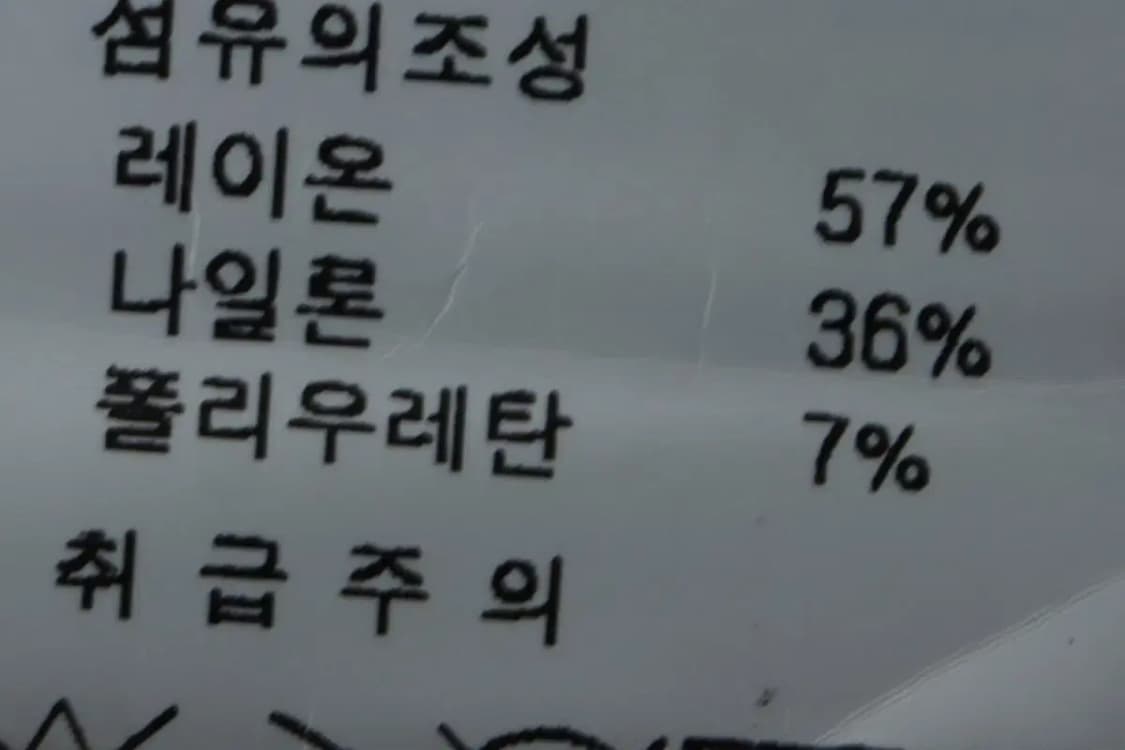 섬유의조성
레이온 57%
나일론 36%
폴리우레탄 7%
취급주의